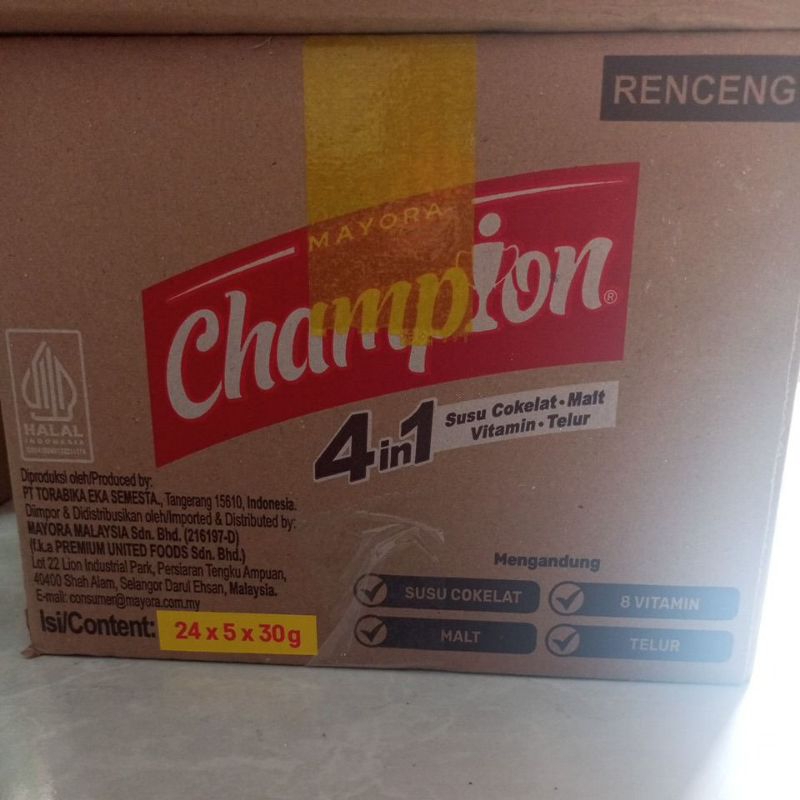 RENCENG
MAYORA
Champion®
4in1
Susu Cokelat • Malt
Vitamin • Telur
HALAL
INDONESIA
Diproduksi oleh/Produced by:
PT TORABIKA EKA SEMESTA., Tangerang 15610, Indonesia.
Diimpor & Didistribusikan oleh/Imported & Distributed by:
MAYORA MALAYSIA Sdn. Bhd. (216197-D)
(f.k.a PREMIUM UNITED FOODS Sdn. Bhd.)
Lot 22 Lion Industrial Park, Persiaran Tengku Ampuan,
40400 Shah Alam, Selangor Darul Ehsan, Malaysia.
E-mail: consumer@mayora.com.my
Isi/Content: 24 x 5 x 30g
Mengandung
SUSU COKELAT
8 VITAMIN
MALT
TELUR